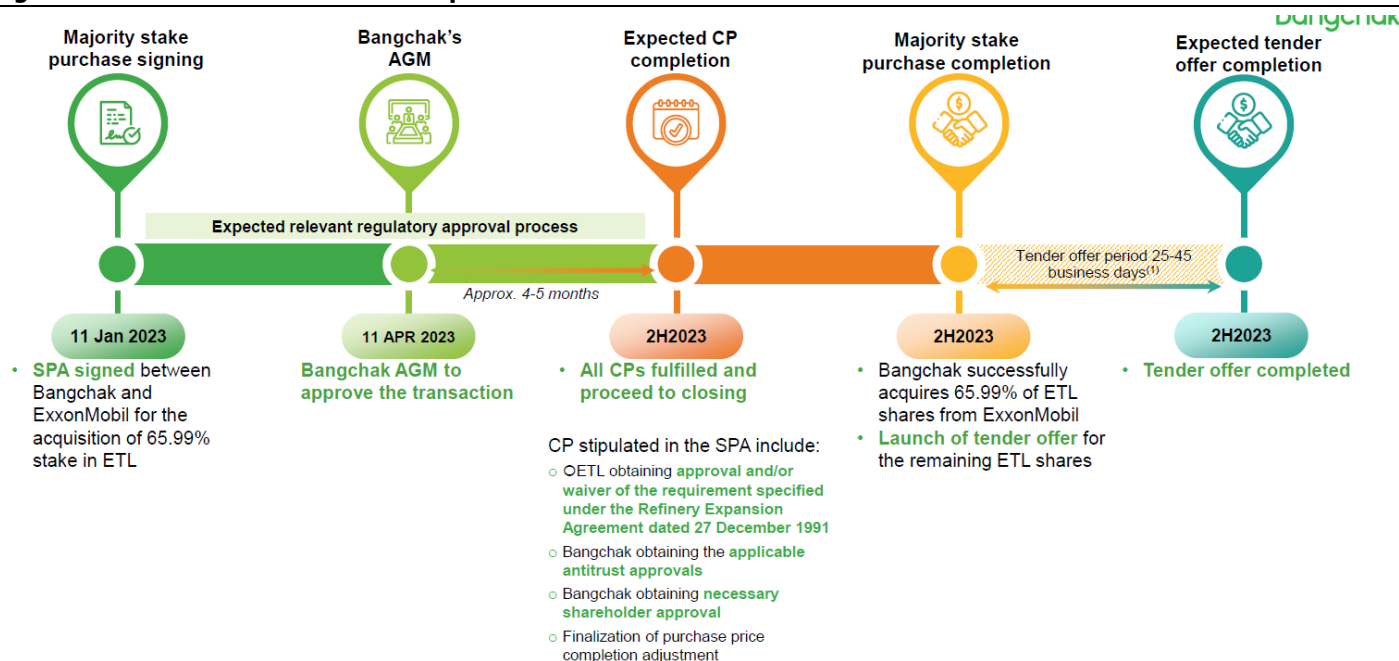 Bangchak
Majority stake
purchase signing
Bangchak's
AGM
Expected CP
completion
Majority stake
purchase completion
Expected tender
offer completion
Expected relevant regulatory approval process
Approx. 4-5 months
Tender offer period 25-45
business days(1)
11 Jan 2023
11 APR 2023
2H2023
2H2023
2H2023
• SPA signed between
Bangchak and
ExxonMobil for the
acquisition of 65.99%
stake in ETL
Bangchak AGM to
approve the transaction
• All CPs fulfilled and
proceed to closing
CP stipulated in the SPA include:
○ OETL obtaining approval and/or
waiver of the requirement specified
under the Refinery Expansion
Agreement dated 27 December 1991
○ Bangchak obtaining the applicable
antitrust approvals
○ Bangchak obtaining necessary
shareholder approval
○ Finalization of purchase price
completion adjustment
• Bangchak successfully
acquires 65.99% of ETL
shares from ExxonMobil
• Launch of tender offer for
the remaining ETL shares
• Tender offer completed